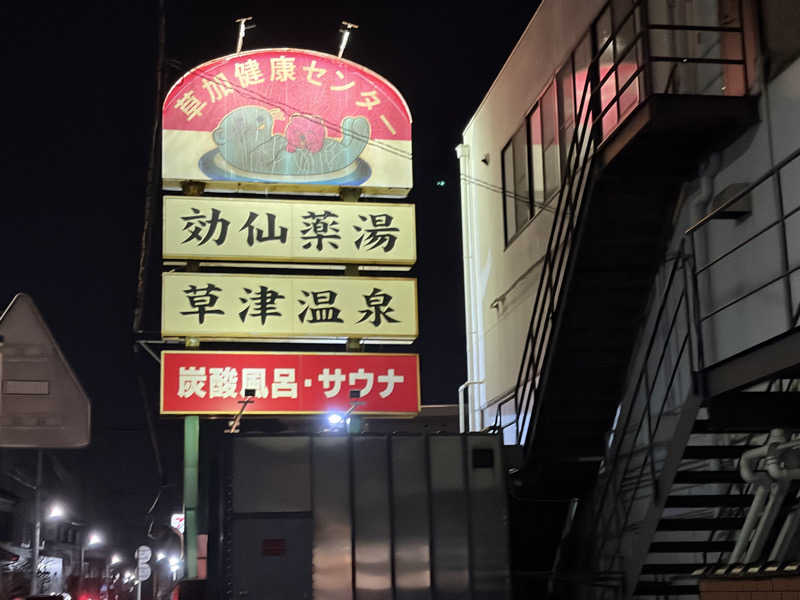 草加健康センター
効仙薬湯
草津温泉
炭酸風呂・サウナ